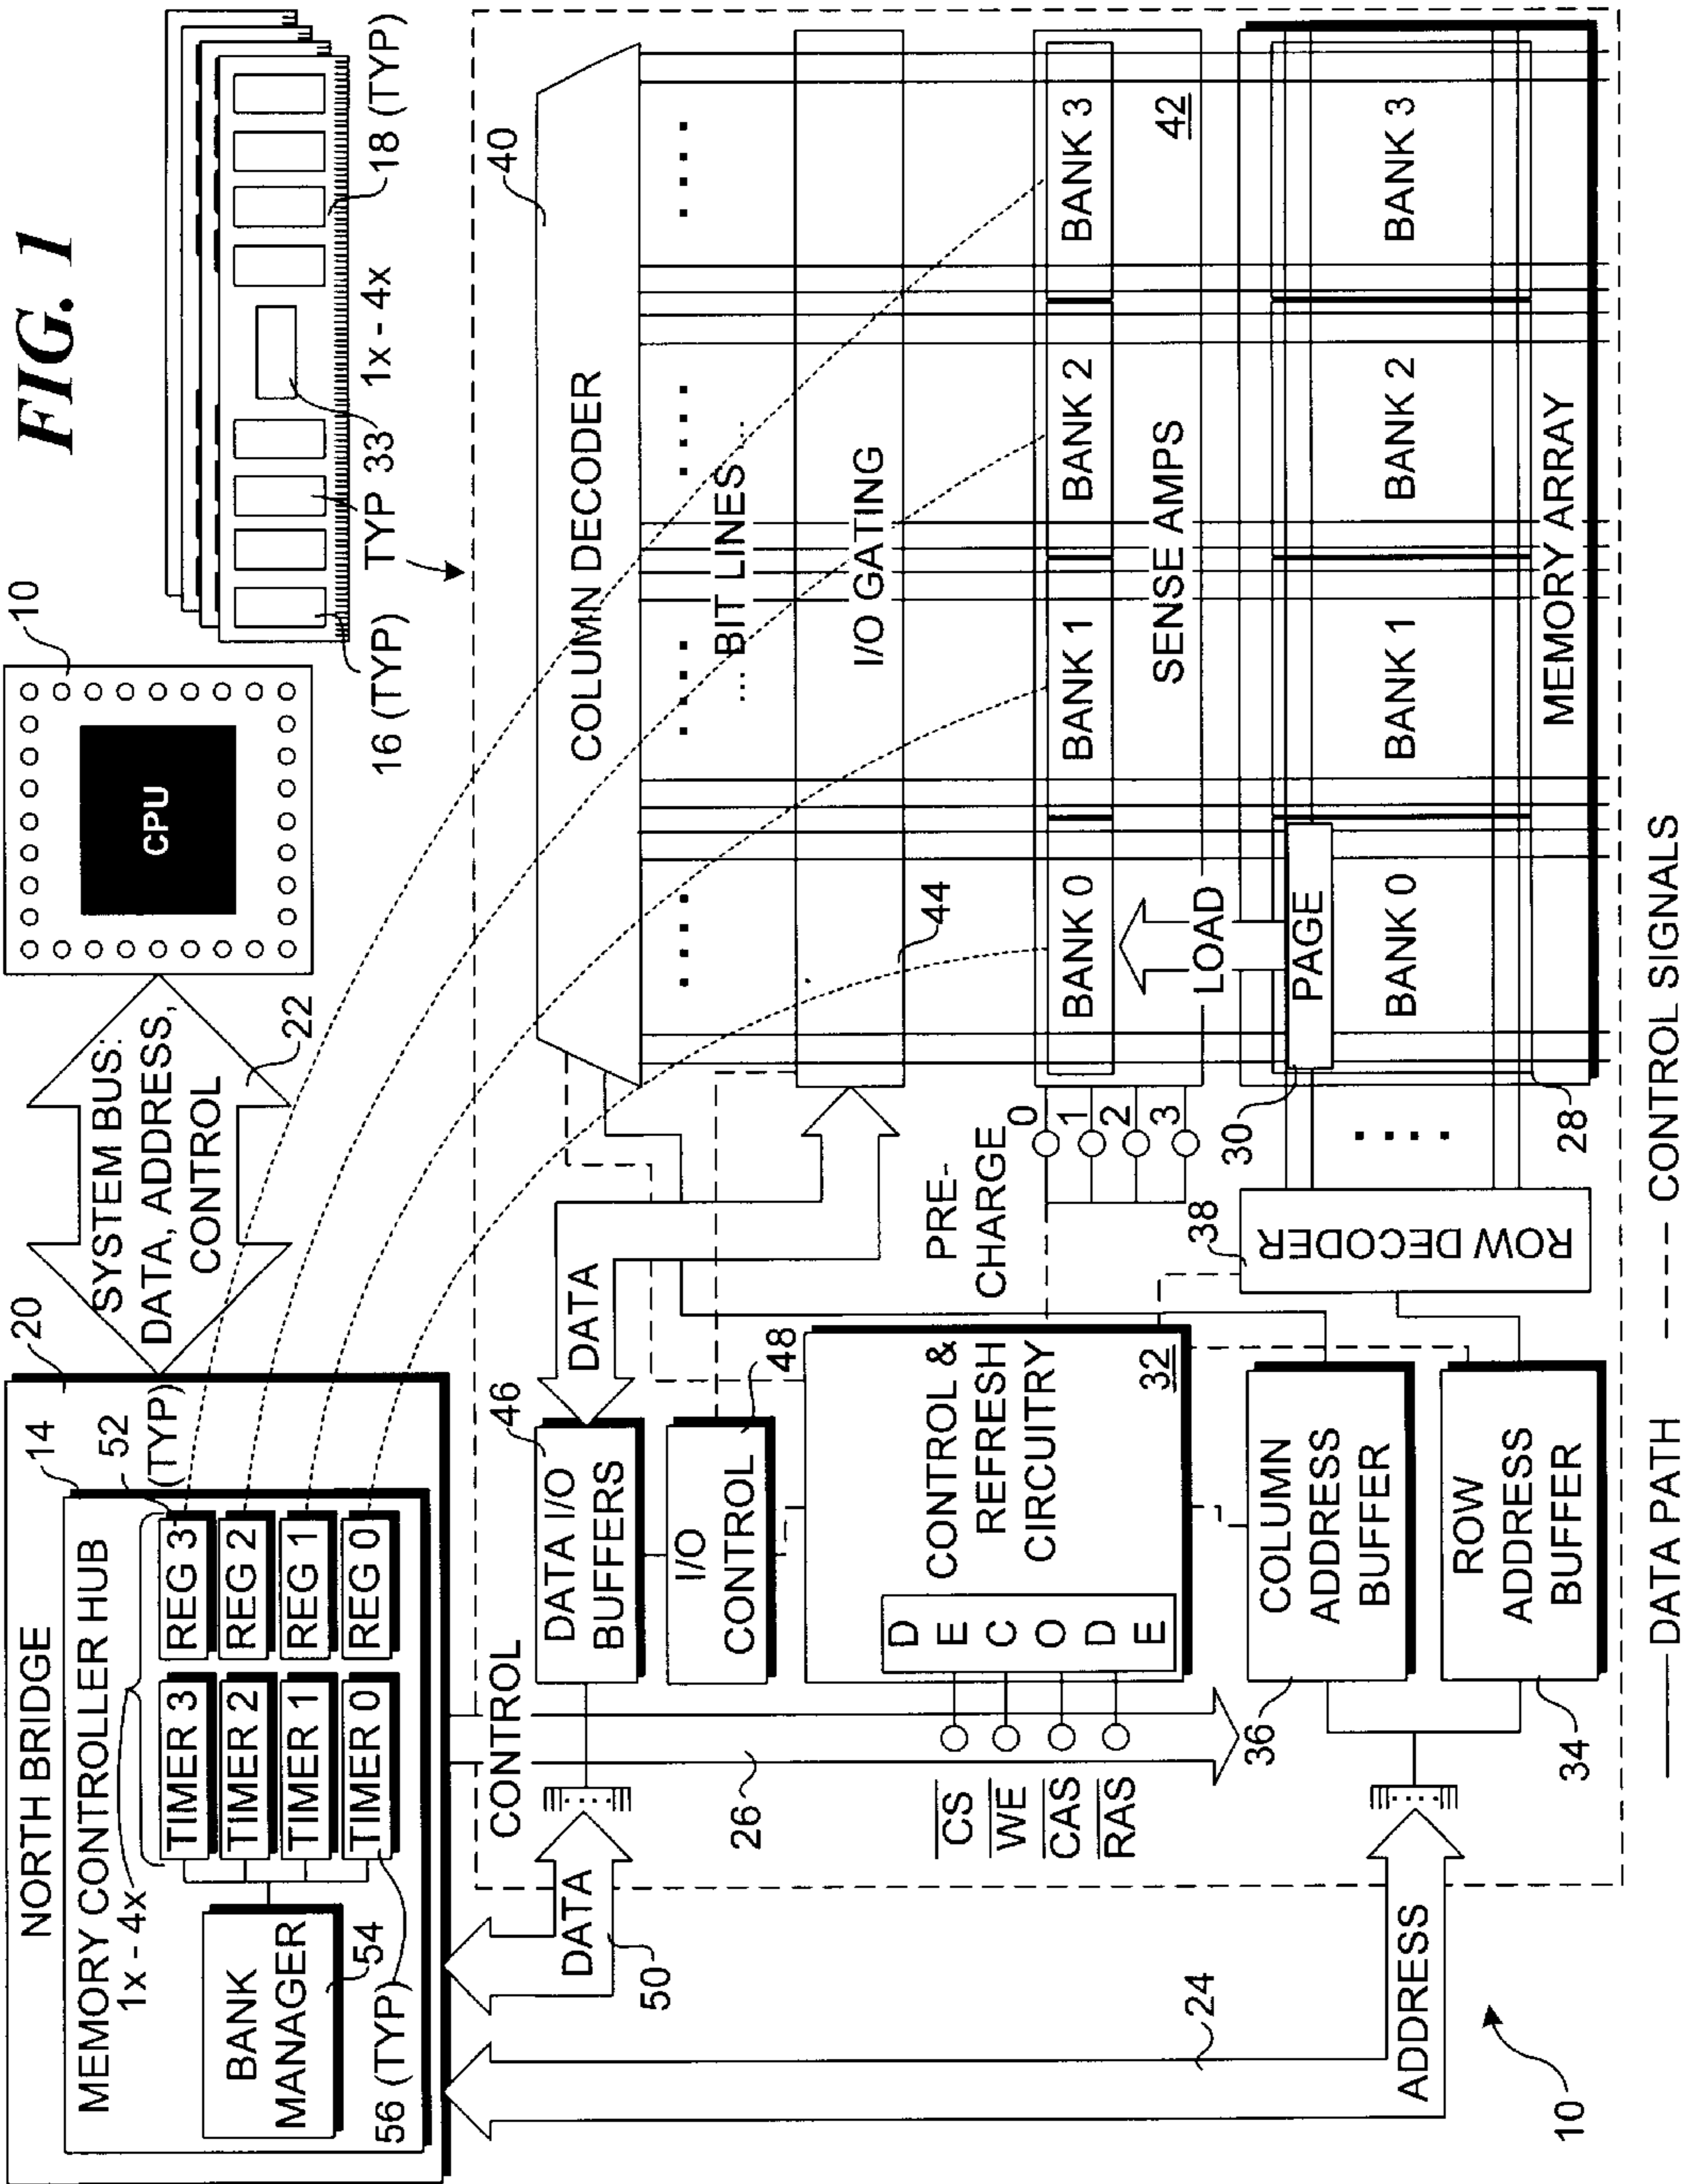 FIG. 1
NORTH BRIDGE
20
14
MEMORY CONTROLLER HUB
52
(TYP)
1x - 4x
TIMER 3
REG 3
TIMER 2
REG 2
TIMER 1
REG 1
TIMER 0
REG 0
BANK
MANAGER
54
56 (TYP)
SYSTEM BUS:
DATA, ADDRESS,
CONTROL
22
CPU
10
16 (TYP)
TYP
33
1x - 4x
18 (TYP)
CONTROL
DATA
50
26
24
DATA I/O
BUFFERS
46
DATA
I/O
CONTROL
48
CONTROL &
REFRESH
CIRCUITRY
32
D
E
C
O
D
E
CS
WE
CAS
RAS
PRE-
CHARGE
0
1
2
3
COLUMN
ADDRESS
BUFFER
36
ROW
ADDRESS
BUFFER
34
38
ROW DECODER
ADDRESS
10
COLUMN DECODER
40
... BIT LINES ...
44
I/O GATING
BANK 0
BANK 1
BANK 2
BANK 3
SENSE AMPS
42
LOAD
30
PAGE
BANK 0
BANK 1
BANK 2
BANK 3
MEMORY ARRAY
28
DATA PATH
CONTROL SIGNALS